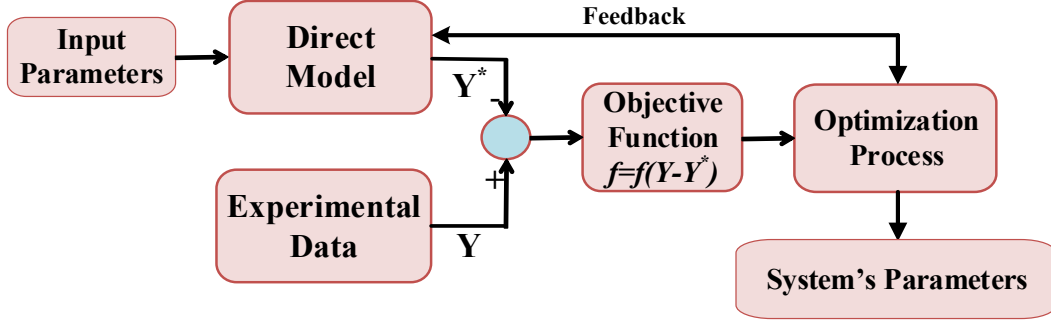 Feedback
Input
Parameters
Direct
Model
Y*
-
Objective
Function
f=f(Y-Y*)
Optimization
Process
+
Experimental
Data
Y
System's Parameters